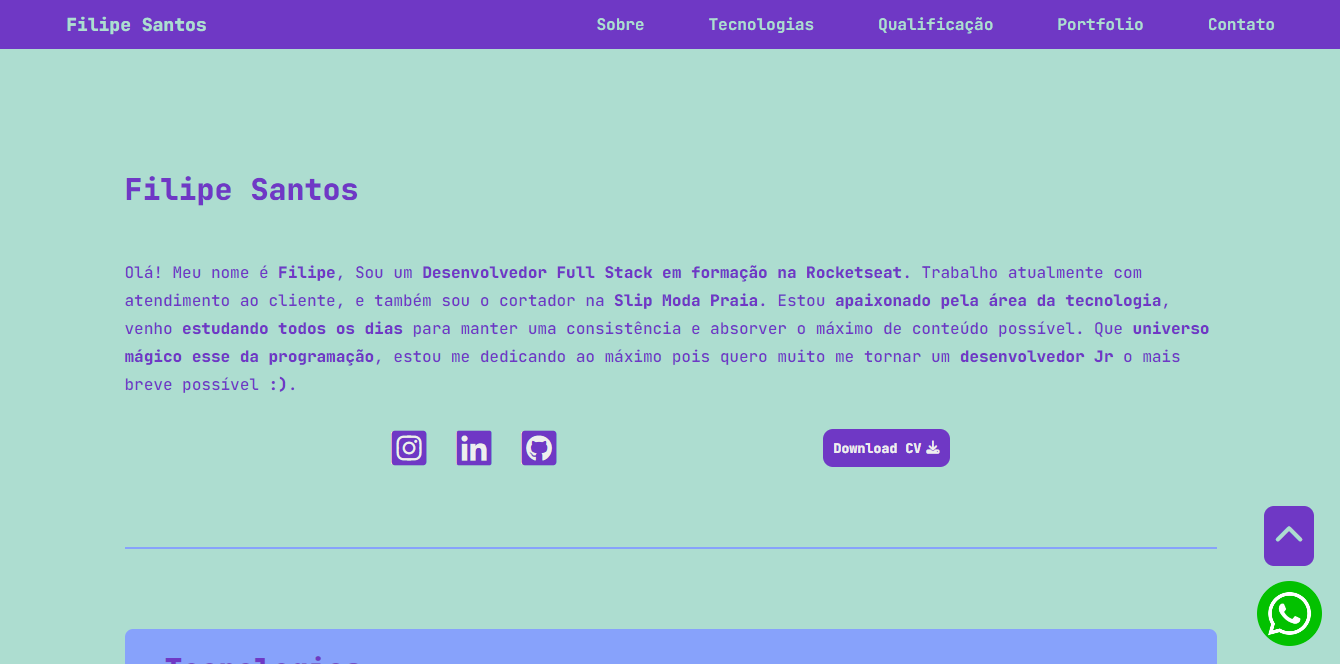 Filipe Santos
Sobre
Tecnologias
Qualificação
Portfolio
Contato
Filipe Santos
Olá! Meu nome é Filipe, Sou um Desenvolvedor Full Stack em formação na Rocketseat. Trabalho atualmente com
atendimento ao cliente, e também sou o cortador na Slip Moda Praia. Estou apaixonado pela área da tecnologia,
venho estudando todos os dias para manter uma consistência e absorver o máximo de conteúdo possível. Que universo
mágico esse da programação, estou me dedicando ao máximo pois quero muito me tornar um desenvolvedor Jr o mais
breve possível :).
in
Download CV
Tecnologias